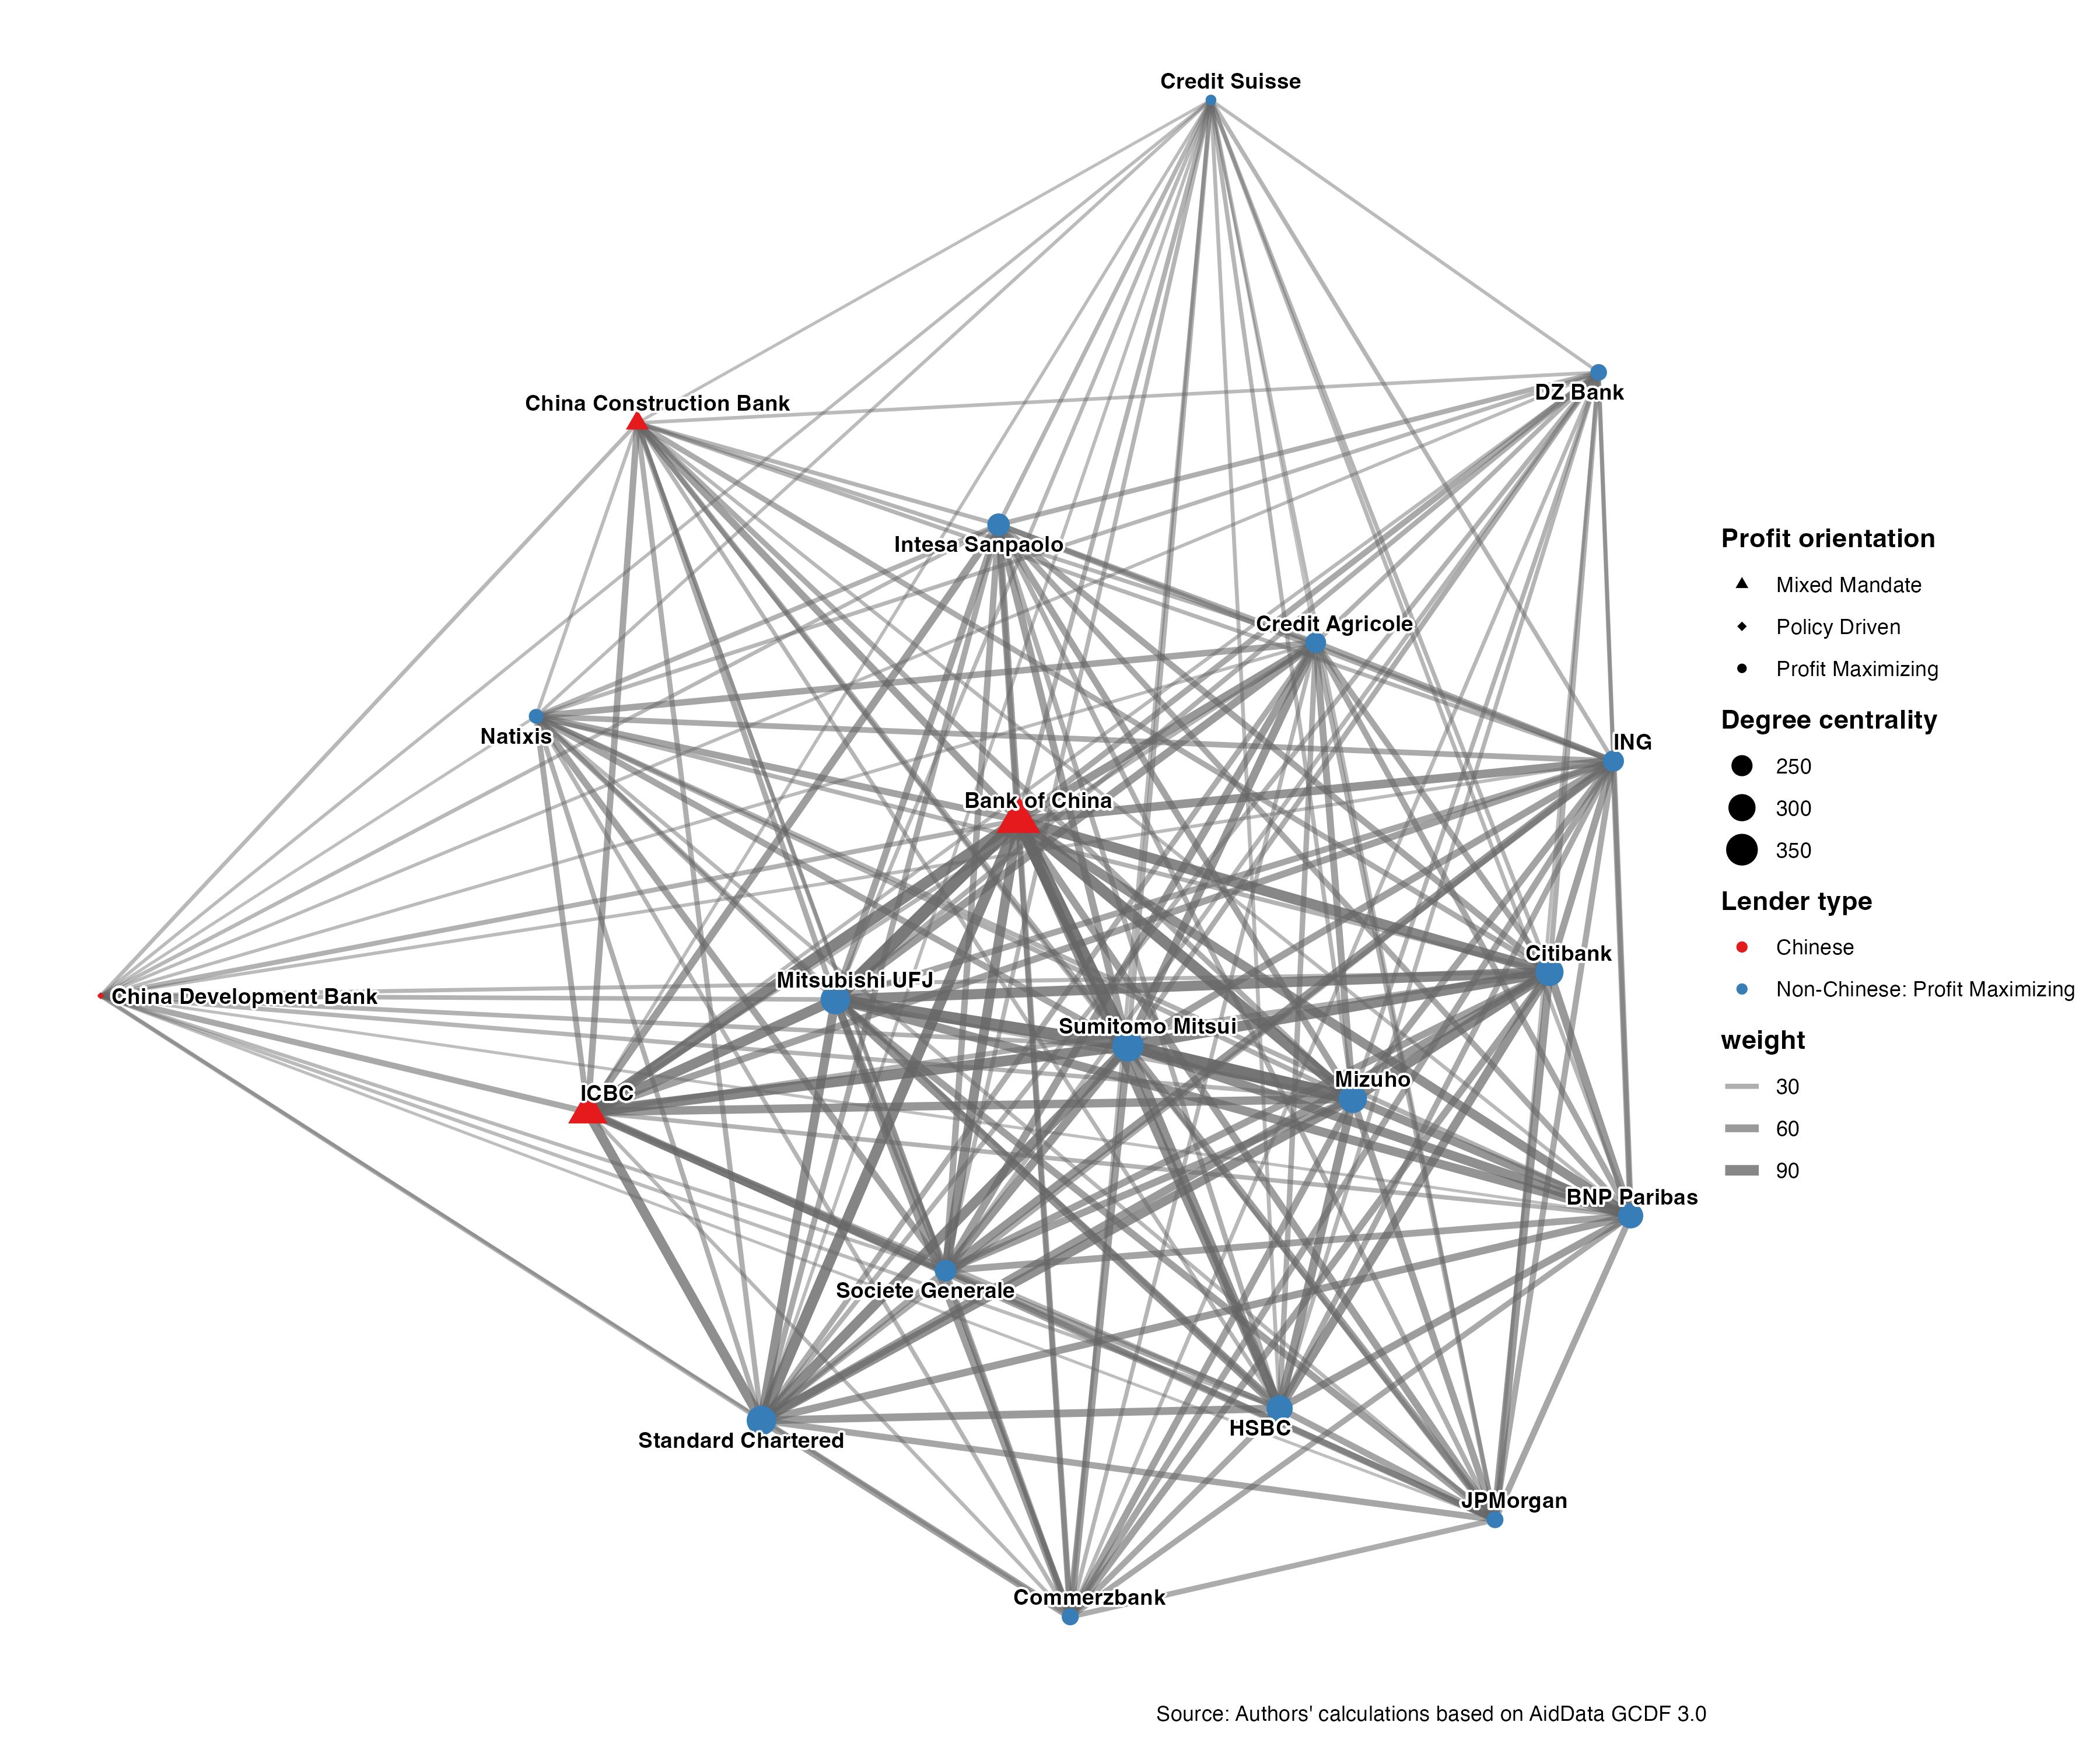 Credit Suisse
DZ Bank
China Construction Bank
Intesa Sanpaolo
Credit Agricole
Natixis
ING
Bank of China
Citibank
Mitsubishi UFJ
China Development Bank
Sumitomo Mitsui
Mizuho
ICBC
BNP Paribas
Societe Generale
HSBC
Standard Chartered
JPMorgan
Commerzbank
Profit orientation
Mixed Mandate
Policy Driven
Profit Maximizing
Degree centrality
250
300
350
Lender type
Chinese
Non-Chinese: Profit Maximizing
weight
30
60
90
Source: Authors' calculations based on AidData GCDF 3.0